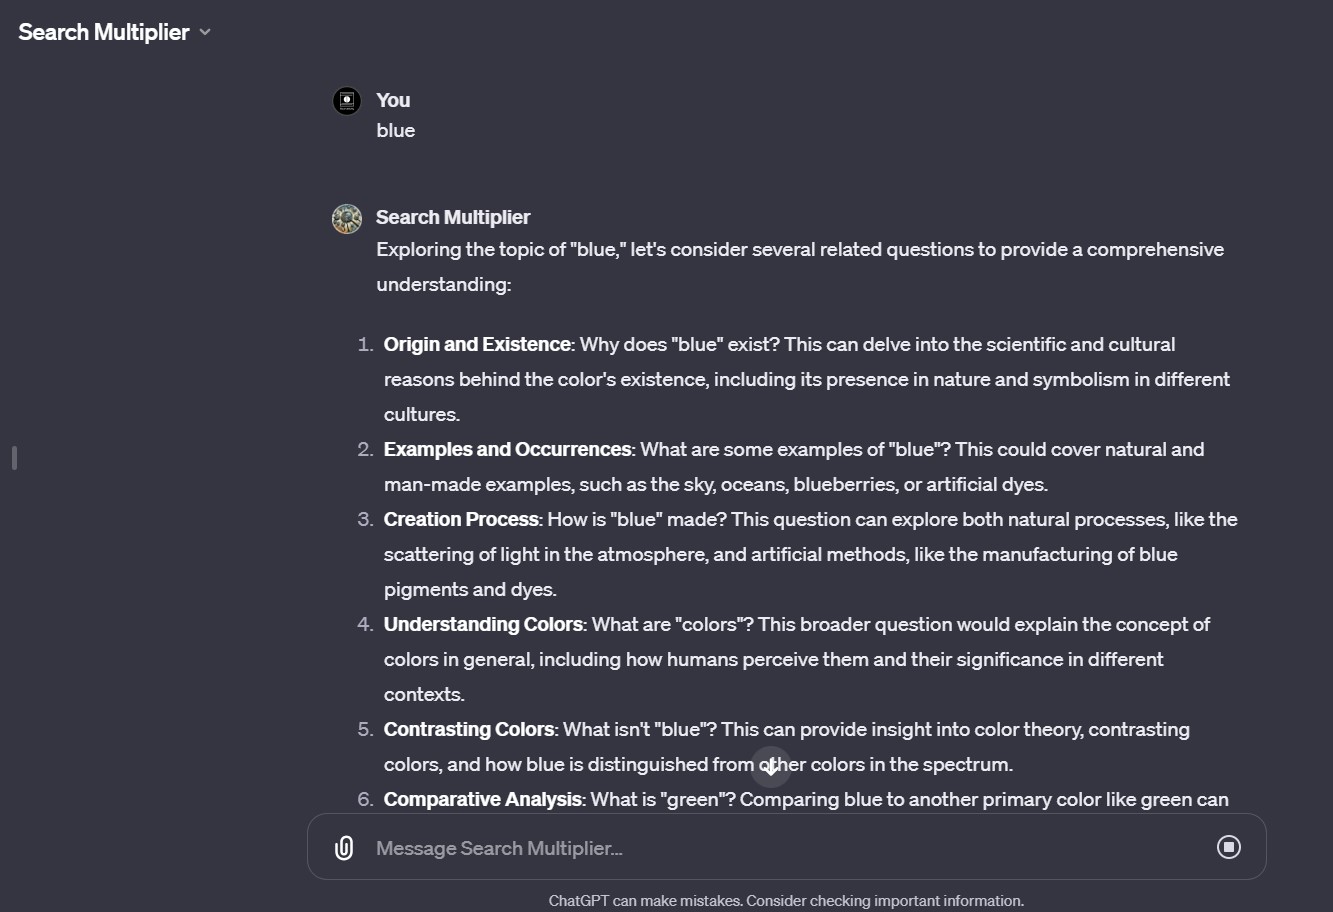 Search Multiplier
You
blue
Search Multiplier
Exploring the topic of "blue," let's consider several related questions to provide a comprehensive
understanding:
1. Origin and Existence: Why does "blue" exist? This can delve into the scientific and cultural
reasons behind the color's existence, including its presence in nature and symbolism in different
cultures.
2. Examples and Occurrences: What are some examples of "blue"? This could cover natural and
man-made examples, such as the sky, oceans, blueberries, or artificial dyes.
3. Creation Process: How is "blue" made? This question can explore both natural processes, like the
scattering of light in the atmosphere, and artificial methods, like the manufacturing of blue
pigments and dyes.
4. Understanding Colors: What are "colors"? This broader question would explain the concept of
colors in general, including how humans perceive them and their significance in different
contexts.
5. Contrasting Colors: What isn't "blue"? This can provide insight into color theory, contrasting
colors, and how blue is distinguished from other colors in the spectrum.
6. Comparative Analysis: What is "green"? Comparing blue to another primary color like green can
Message Search Multiplier...
ChatGPT can make mistakes. Consider checking important information.